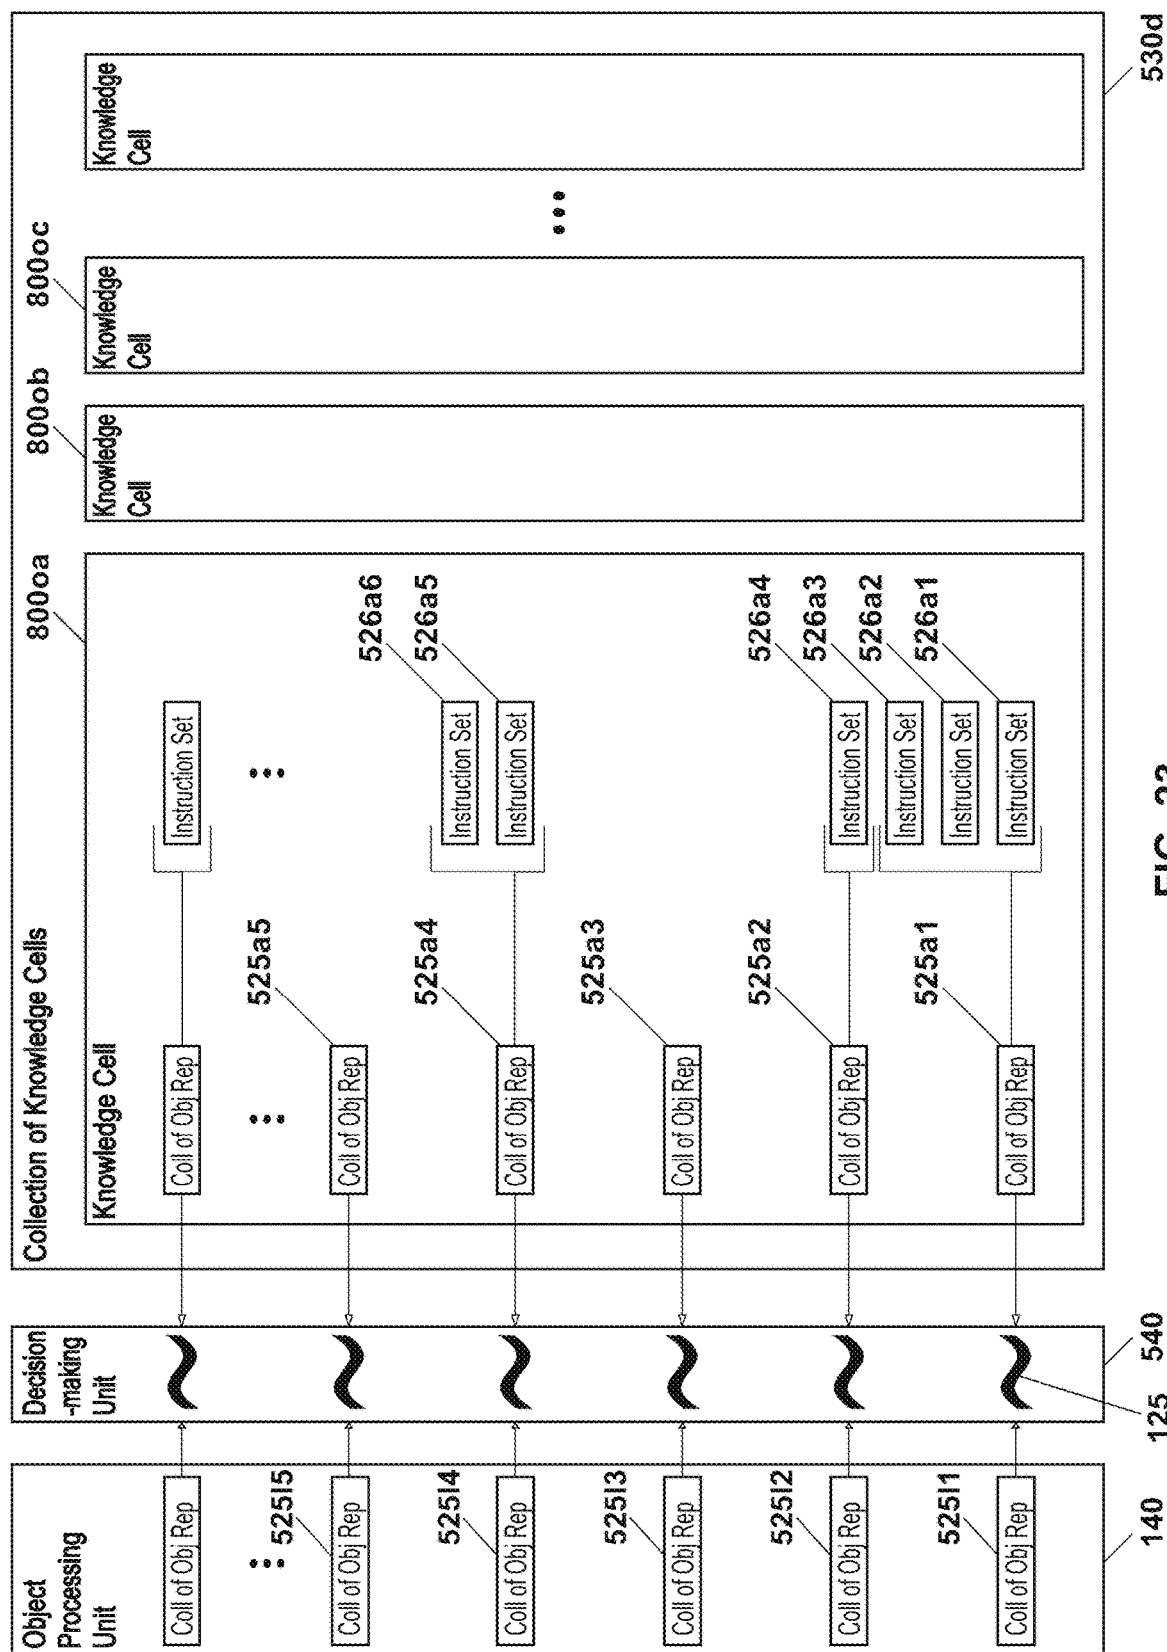 Object
Processing
Unit
Coll of Obj Rep
525l5
Coll of Obj Rep
525l4
Coll of Obj Rep
525l3
Coll of Obj Rep
525l2
Coll of Obj Rep
525l1
Coll of Obj Rep
140
Decision
-making
Unit
125
540
Collection of Knowledge Cells
530d
Knowledge Cell
800oa
Coll of Obj Rep
Coll of Obj Rep
525a5
Coll of Obj Rep
525a4
Coll of Obj Rep
525a3
Coll of Obj Rep
525a2
Coll of Obj Rep
525a1
Instruction Set
Instruction Set
526a6
Instruction Set
526a5
Instruction Set
526a4
Instruction Set
526a3
Instruction Set
526a2
Instruction Set
526a1
Knowledge
Cell
800ob
Knowledge
Cell
800oc
Knowledge
Cell
FIG.